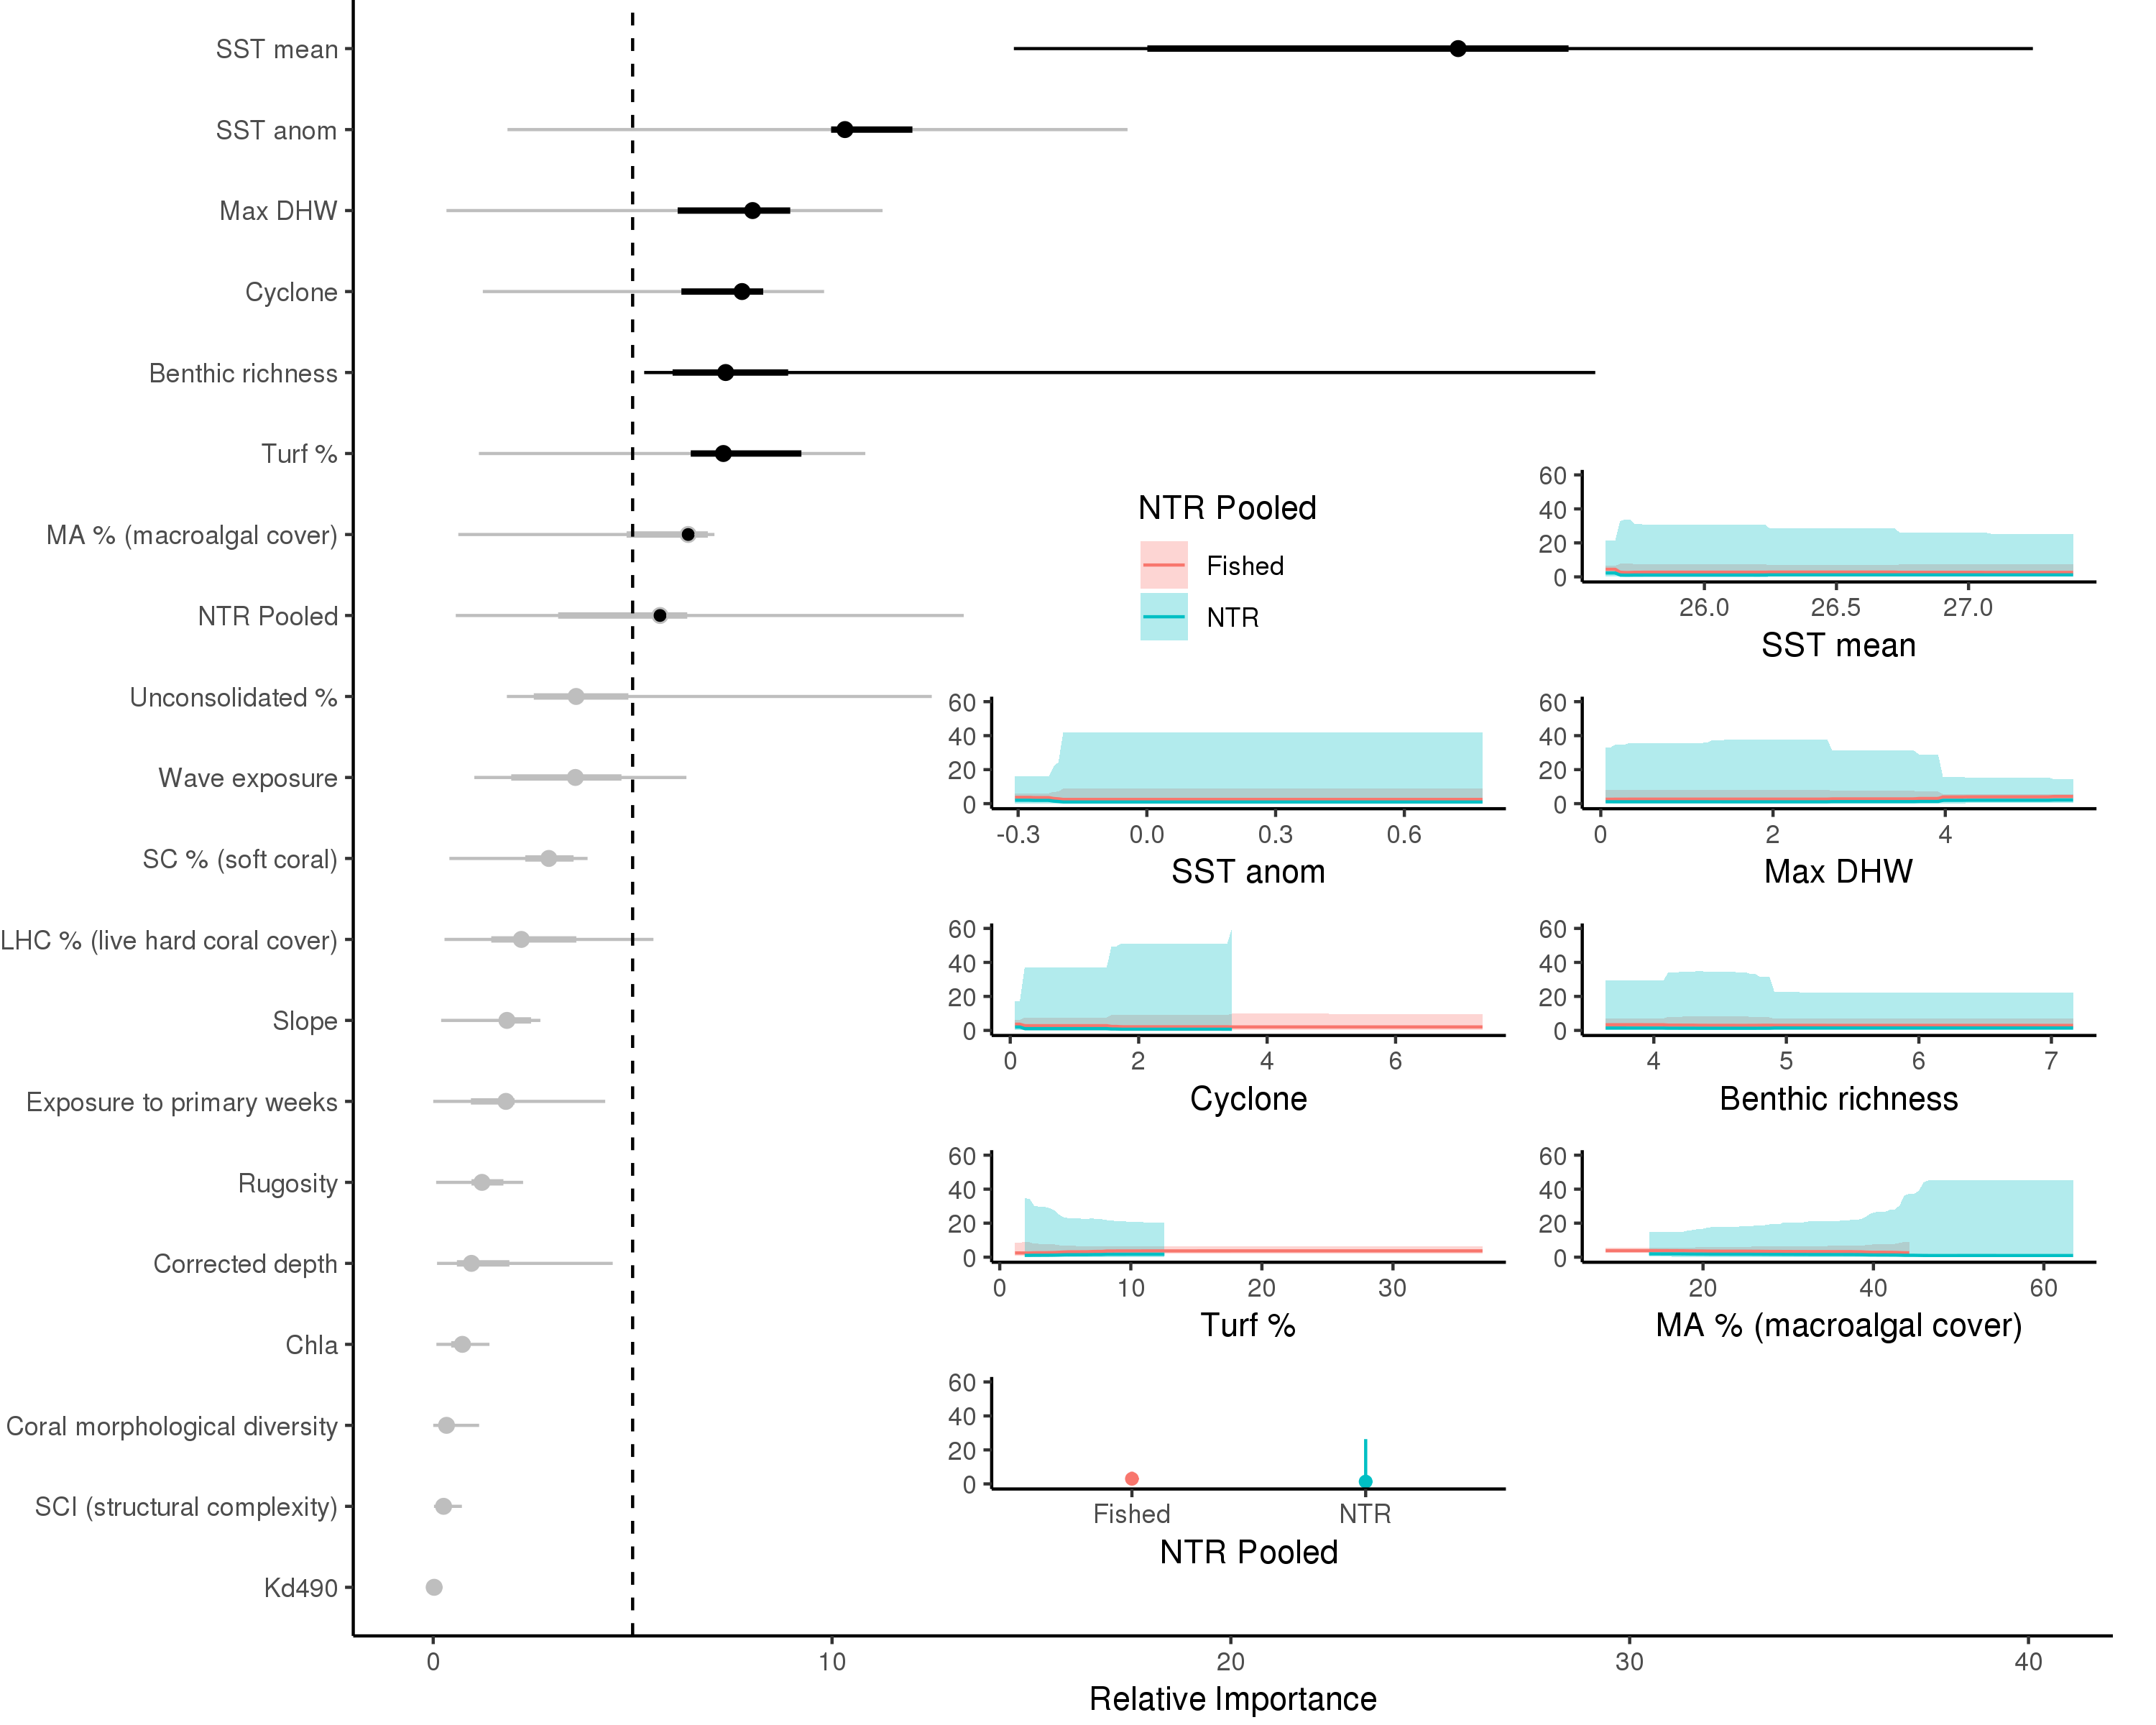 SST mean
SST anom
Max DHW
Cyclone
Benthic richness
Turf %
MA % (macroalgal cover)
NTR Pooled
Unconsolidated %
Wave exposure
SC % (soft coral)
LHC % (live hard coral cover)
Slope
Exposure to primary weeks
Rugosity
Corrected depth
Chla
Coral morphological diversity
SCI (structural complexity)
Kd490
0 10 20 30 40
Relative Importance
NTR Pooled
Fished
NTR
60
40
20
0
26.0 26.5 27.0
SST mean
60
40
20
0
-0.3 0.0 0.3 0.6
SST anom
60
40
20
0
0 2 4
Max DHW
60
40
20
0
0 2 4 6
Cyclone
60
40
20
0
4 5 6 7
Benthic richness
60
40
20
0
0 10 20 30
Turf %
60
40
20
0
20 40 60
MA % (macroalgal cover)
60
40
20
0
Fished NTR
NTR Pooled